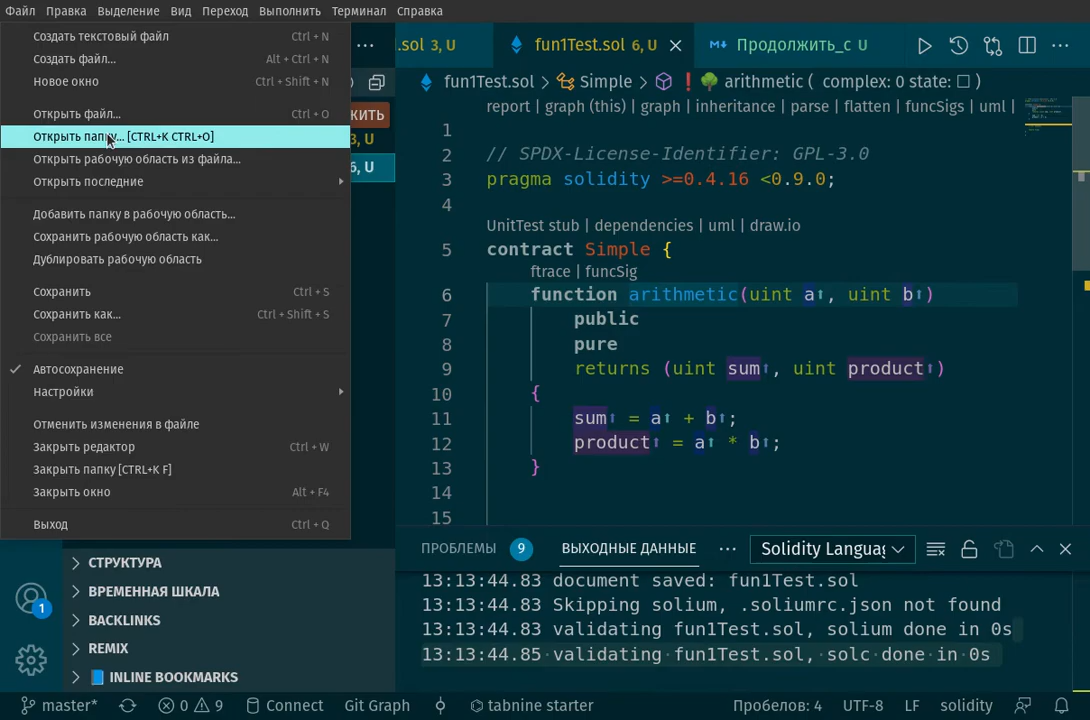 Файл Правка Выделение Вид Переход Выполнить Терминал Справка
Создать текстовый файл Ctrl + N
Создать файл... Alt + Ctrl + N
Новое окно Ctrl + Shift + N
Открыть файл... Ctrl + O
Открыть папку... [CTRL+K CTRL+O]
Открыть рабочую область из файла...
Открыть последние
Добавить папку в рабочую область...
Сохранить рабочую область как...
Дублировать рабочую область
Сохранить Ctrl + S
Сохранить как... Ctrl + Shift + S
Сохранить все
Автосохранение
Настройки
Отменить изменения в файле
Закрыть редактор Ctrl + W
Закрыть папку [CTRL+K F]
Закрыть окно Alt + F4
Выход Ctrl + Q
СТРУКТУРА
ВРЕМЕННАЯ ШКАЛА
BACKLINKS
REMIX
INLINE BOOKMARKS
1
ЖИТЬ
3, U
6, U
.sol 3, U fun1Test.sol 6, U Продолжить_с U
fun1Test.sol > Simple > arithmetic ( complex: 0 state: ☐ )
report | graph (this) | graph | inheritance | parse | flatten | funcSigs | uml |
1
2 // SPDX-License-Identifier: GPL-3.0
3 pragma solidity >=0.4.16 <0.9.0;
4
UnitTest stub | dependencies | uml | draw.io
5 contract Simple {
ftrace | funcSig
6 function arithmetic(uint a⬆, uint b⬆)
7 public
8 pure
9 returns (uint sum⬆, uint product⬆)
10 {
11 sum⬆ = a⬆ + b⬆;
12 product⬆ = a⬆ * b⬆;
13 }
14
15
ПРОБЛЕМЫ 9 ВЫХОДНЫЕ ДАННЫЕ ... Solidity Languag
13:13:44.83 document saved: fun1Test.sol
13:13:44.83 Skipping solium, .soliumrc.json not found
13:13:44.83 validating fun1Test.sol, solium done in 0s
13:13:44.85 validating fun1Test.sol, solc done in 0s
master* 0 9 Connect Git Graph tabnine starter Пробелов: 4 UTF-8 LF solidity